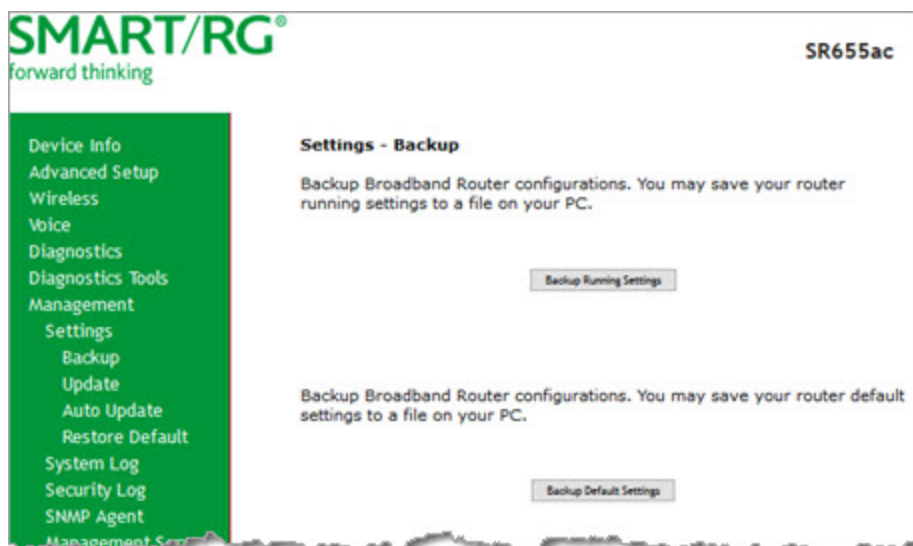 SMART/RG®
forward thinking
SR655ac
Device Info
Advanced Setup
Wireless
Voice
Diagnostics
Diagnostics Tools
Management
Settings
Backup
Update
Auto Update
Restore Default
System Log
Security Log
SNMP Agent
Management
Settings - Backup
Backup Broadband Router configurations. You may save your router
running settings to a file on your PC.
Backup Running Settings
Backup Broadband Router configurations. You may save your router default
settings to a file on your PC.
Backup Default Settings